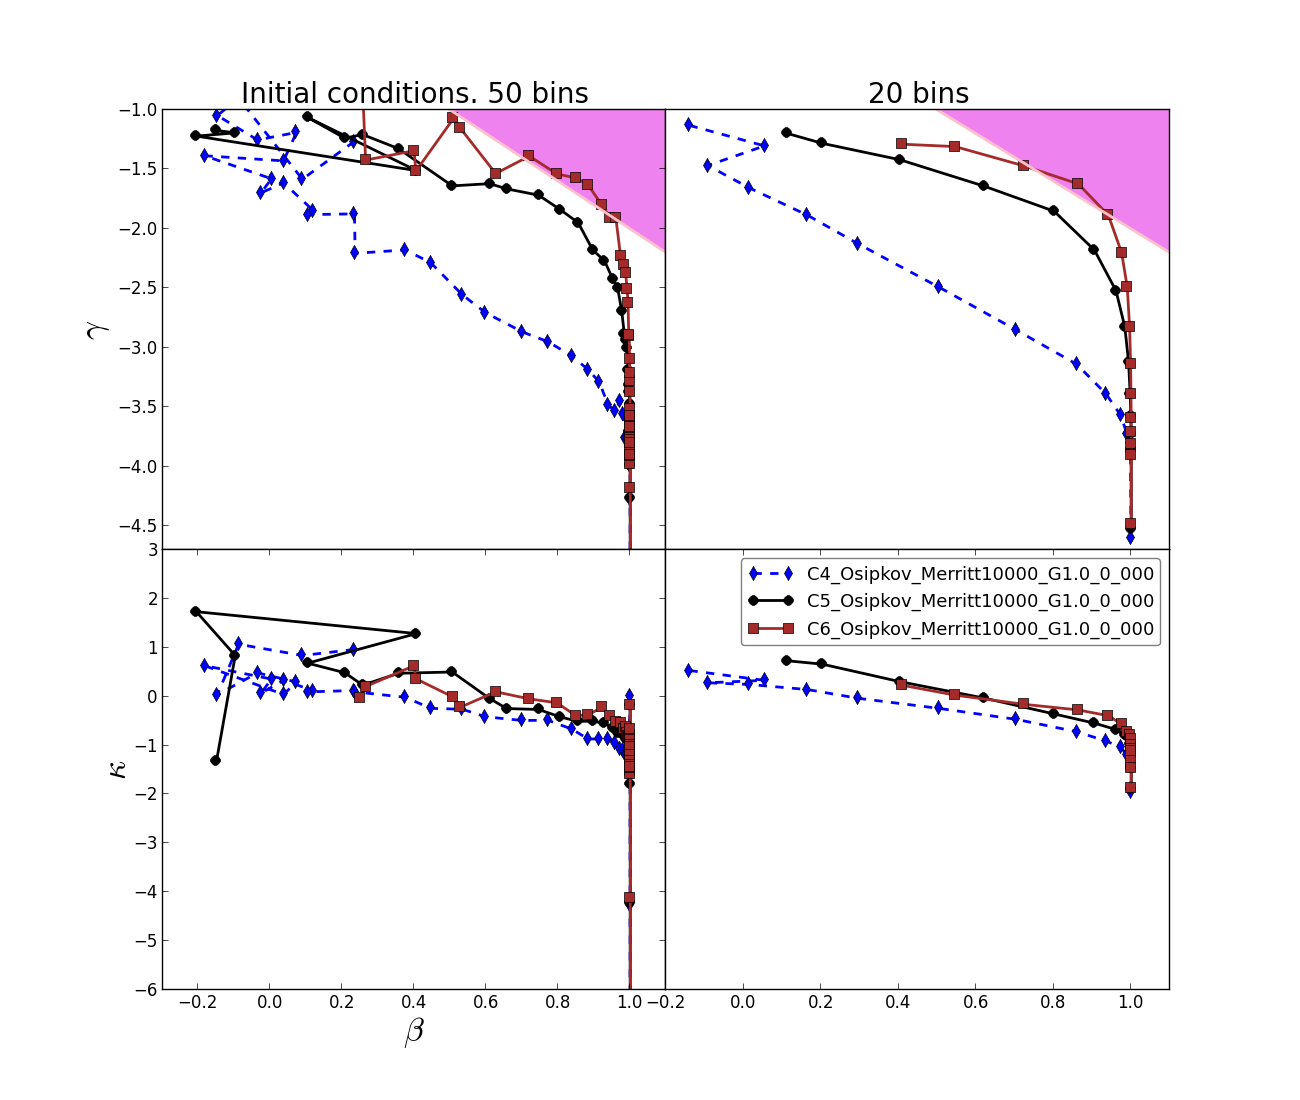 Initial conditions. 50 bins
20 bins
−1.0
−1.5
−2.0
−2.5
−3.0
−3.5
−4.0
−4.5
γ
3
2
1
0
−1
−2
−3
−4
−5
−6
κ
C4_Osipkov_Merritt10000_G1.0_0_000
C5_Osipkov_Merritt10000_G1.0_0_000
C6_Osipkov_Merritt10000_G1.0_0_000
−0.2 0.0 0.2 0.4 0.6 0.8 1.0
−0.2 0.0 0.2 0.4 0.6 0.8 1.0
β